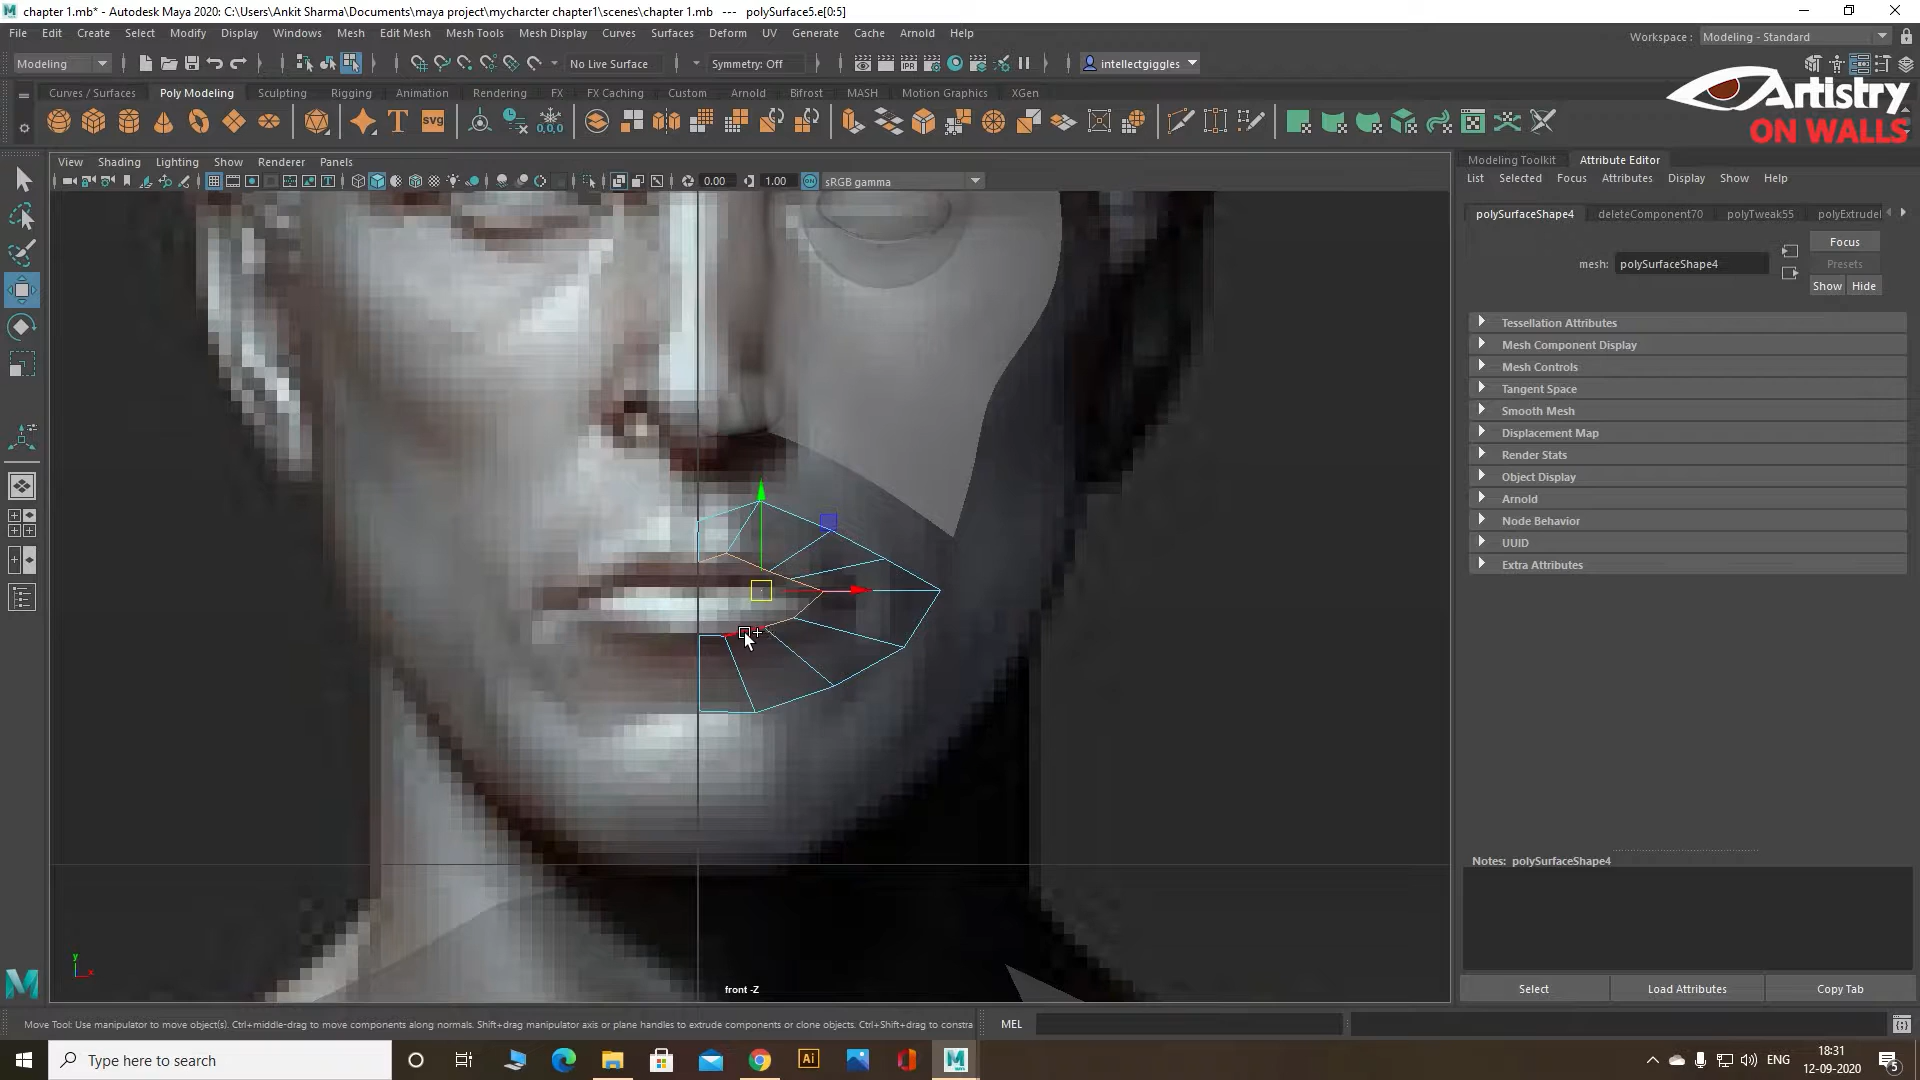 chapter 1.mb* - Autodesk Maya 2020: C:\Users\Ankit Sharma\Documents\maya project\mycharcter chapter1\scenes\chapter 1.mb --- polySurface5.e[0:5]
File Edit Create Select Modify Display Windows Mesh Edit Mesh Mesh Tools Mesh Display Curves Surfaces Deform UV Generate Cache Arnold Help
Workspace : Modeling - Standard
Modeling No Live Surface Symmetry: Off intellectgiggles
Curves / Surfaces Poly Modeling Sculpting Rigging Animation Rendering FX FX Caching Custom Arnold Bifrost MASH Motion Graphics XGen
Artistry
ON WALLS
View Shading Lighting Show Renderer Panels
0.00 1.00 sRGB gamma
Modeling Toolkit Attribute Editor
List Selected Focus Attributes Display Show Help
polySurfaceShape4 deleteComponent70 polyTweak55 polyExtrudeI
mesh: polySurfaceShape4
Focus
Presets
Show Hide
Tessellation Attributes
Mesh Component Display
Mesh Controls
Tangent Space
Smooth Mesh
Displacement Map
Render Stats
Object Display
Arnold
Node Behavior
UUID
Extra Attributes
Notes: polySurfaceShape4
y
x
front -Z
Select Load Attributes Copy Tab
Move Tool: Use manipulator to move object(s). Ctrl+middle-drag to move components along normals. Shift+drag manipulator axis or plane handles to extrude components or clone objects. Ctrl+Shift+drag to constra
MEL
Type here to search
Ai
ENG
18:31
12-09-2020
5